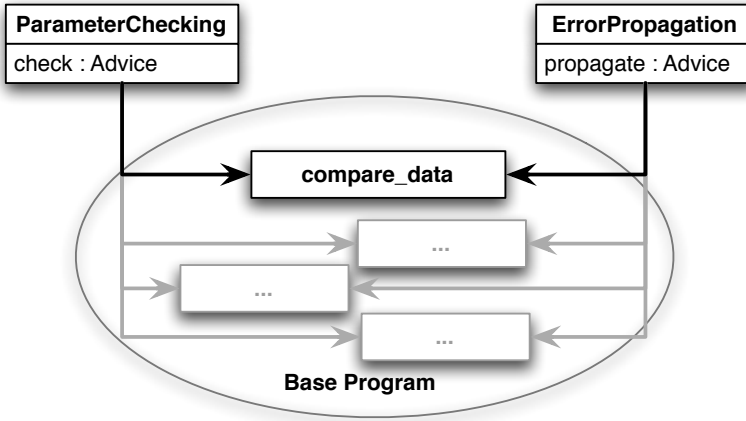 ParameterChecking
check : Advice
ErrorPropagation
propagate : Advice
compare_data
...
...
...
Base Program